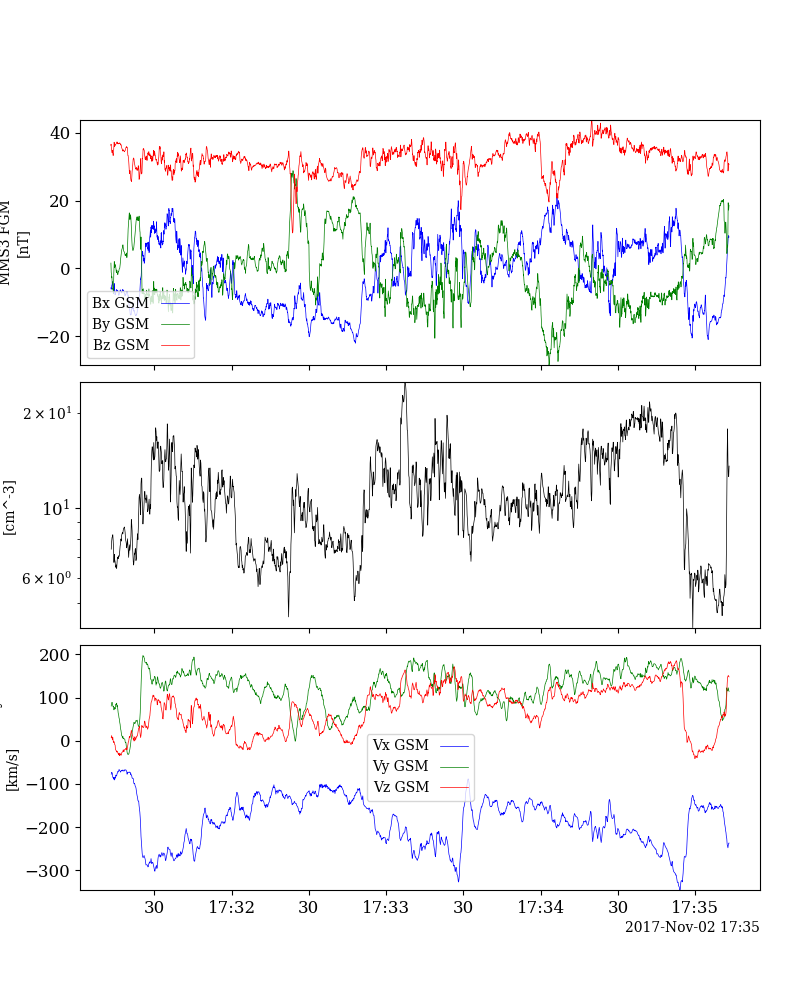 40
20
0
−20
MMS3 FGM
[nT]
Bx GSM
By GSM
Bz GSM
2 × 10¹
10¹
6 × 10⁰
[cm^-3]
200
100
0
−100
−200
−300
[km/s]
Vx GSM
Vy GSM
Vz GSM
30 17:32 30 17:33 30 17:34 30 17:35
2017-Nov-02 17:35